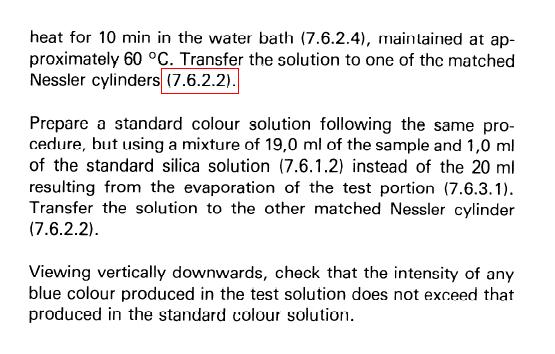 heat for 10 min in the water bath (7.6.2.4), maintained at ap-
proximately 60 °C. Transfer the solution to one of the matched
Nessler cylinders (7.6.2.2).
Prepare a standard colour solution following the same pro-
cedure, but using a mixture of 19,0 ml of the sample and 1,0 ml
of the standard silica solution (7.6.1.2) instead of the 20 ml
resulting from the evaporation of the test portion (7.6.3.1).
Transfer the solution to the other matched Nessler cylinder
(7.6.2.2).
Viewing vertically downwards, check that the intensity of any
blue colour produced in the test solution does not exceed that
produced in the standard colour solution.